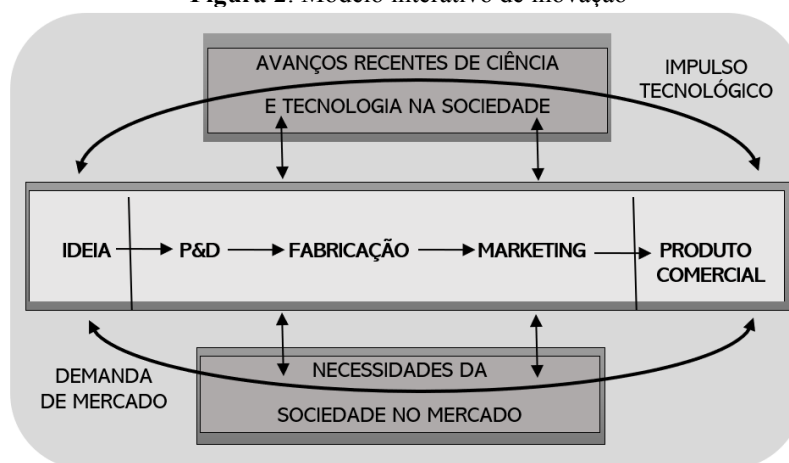 Figura 2: Modelo interativo de inovação
AVANÇOS RECENTES DE CIÊNCIA
E TECNOLOGIA NA SOCIEDADE
IMPULSO
TECNOLÓGICO
IDEIA
P&D
FABRICAÇÃO
MARKETING
PRODUTO
COMERCIAL
DEMANDA
DE MERCADO
NECESSIDADES DA
SOCIEDADE NO MERCADO